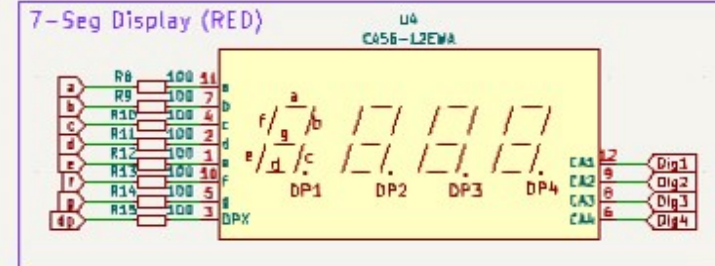 7-Seg Display (RED)
U4
CA56-12EWA
a R8 100 11 a
b R9 100 7 b
c R10 100 4 c
d R11 100 2 d
e R12 100 1 e
f R13 100 10 f
g R14 100 5 g
dp R15 100 3 DPX
a
f b
g
e d c
DP1 DP2 DP3 DP4
CA1 12 Dig1
CA2 9 Dig2
CA3 8 Dig3
CA4 6 Dig4